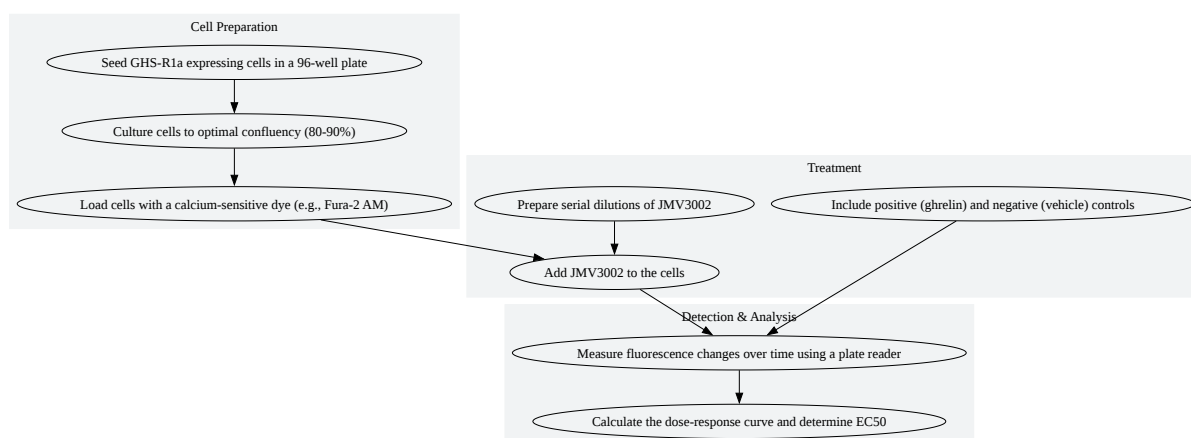 Cell Preparation
Seed GHS-R1a expressing cells in a 96-well plate
Culture cells to optimal confluency (80-90%)
Load cells with a calcium-sensitive dye (e.g., Fura-2 AM)
Treatment
Prepare serial dilutions of JMV3002
Include positive (ghrelin) and negative (vehicle) controls
Add JMV3002 to the cells
Detection & Analysis
Measure fluorescence changes over time using a plate reader
Calculate the dose-response curve and determine EC50